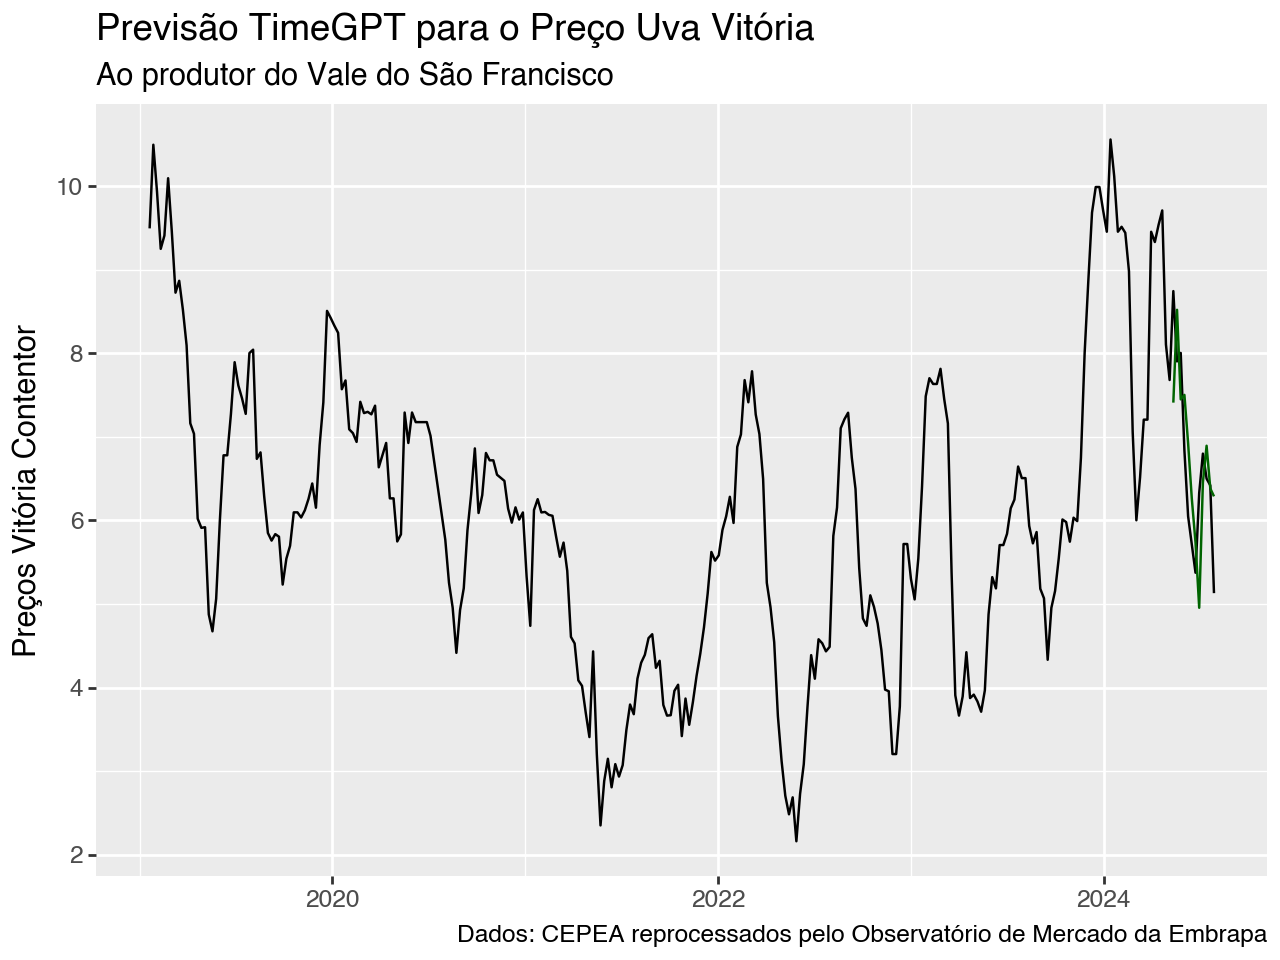 Previsão TimeGPT para o Preço Uva Vitória
Ao produtor do Vale do São Francisco
Preços Vitória Contentor
10
8
6
4
2
2020
2022
2024
Dados: CEPEA reprocessados pelo Observatório de Mercado da Embrapa